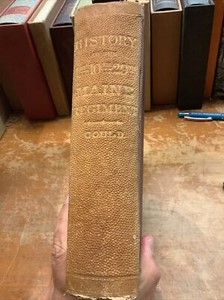 HISTORY
1ST 10TH 29TH
MAINE
REGIMENT
GOULD